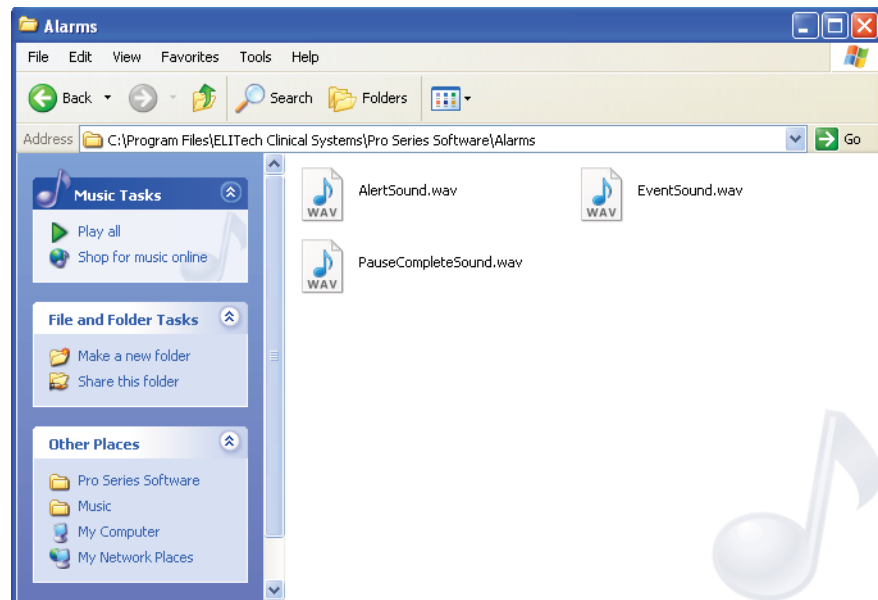 Alarms
File Edit View Favorites Tools Help
Back Search Folders
Address C:\Program Files\ELITech Clinical Systems\Pro Series Software\Alarms Go
Music Tasks
Play all
Shop for music online
File and Folder Tasks
Make a new folder
Share this folder
Other Places
Pro Series Software
Music
My Computer
My Network Places
WAV AlertSound.wav WAV EventSound.wav
WAV PauseCompleteSound.wav